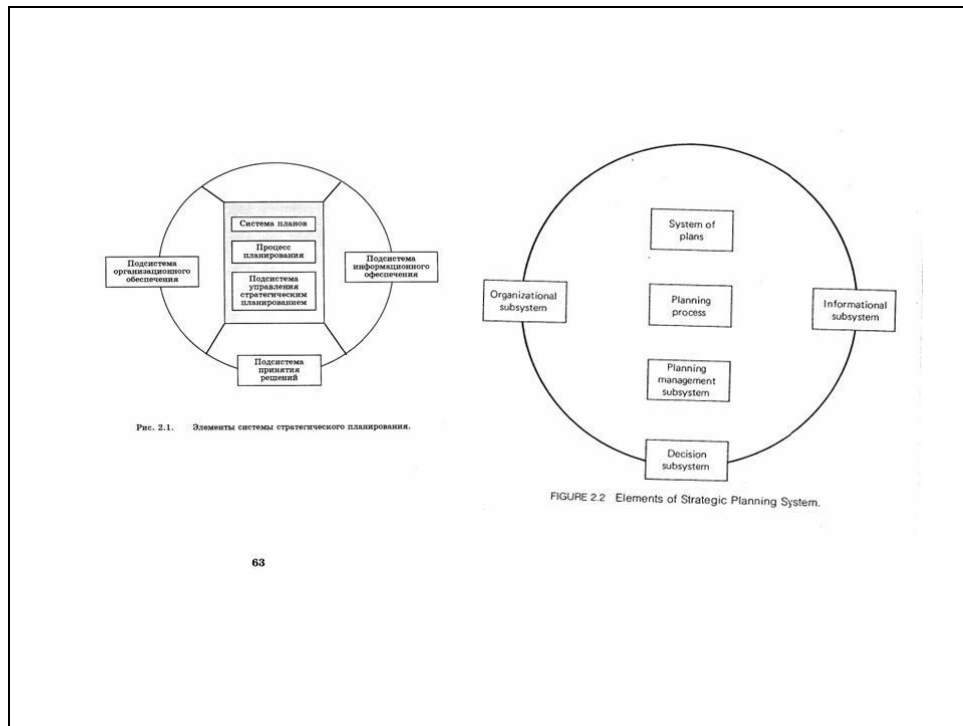 Система планов
Процесс
планирования
Подсистема
организационного
обеспечения
Подсистема
управления
стратегическим
планированием
Подсистема
информационного
офеспечения
Подсистема
принятия
решений
Рис. 2.1. Элементы системы стратегического планирования.
63
System of
plans
Organizational
subsystem
Planning
process
Informational
subsystem
Planning
management
subsystem
Decision
subsystem
FIGURE 2.2 Elements of Strategic Planning System.